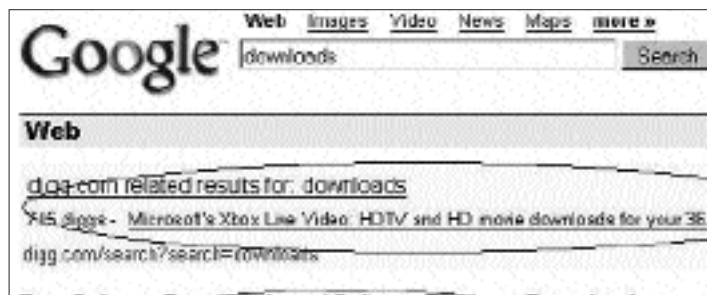 Web Images Video News Maps more »
Google downloads Search
Web
digg.com related results for: downloads
diggs - Microsoft's Xbox Live Video: HDTV and HD movie downloads for your 36
digg.com/search?search=downloads